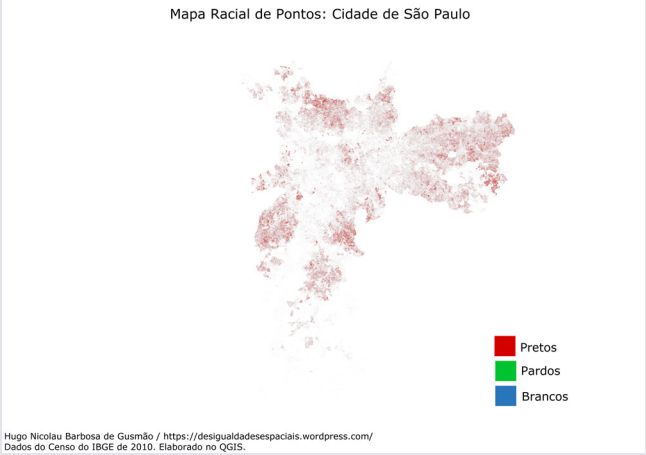 Mapa Racial de Pontos: Cidade de São Paulo
Pretos
Pardos
Brancos
Hugo Nicolau Barbosa de Gusmão / https://desigualdadesespaciais.wordpress.com/
Dados do Censo do IBGE de 2010. Elaborado no QGIS.